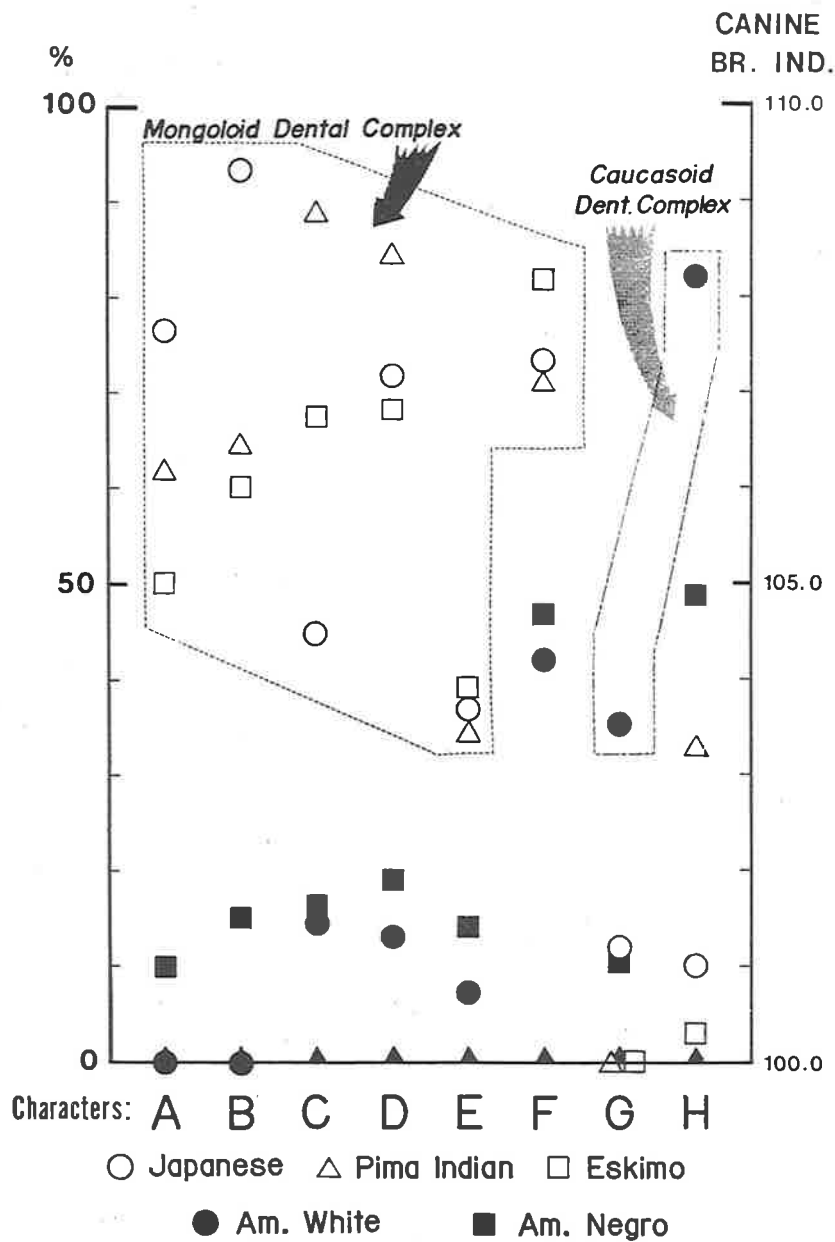 CANINE
% BR. IND.
100 110.0
Mongoloid Dental Complex
Caucasoid
Dent. Complex
50 105.0
0 100.0
Characters: A B C D E F G H
○ Japanese △ Pima Indian □ Eskimo
● Am. White ■ Am. Negro